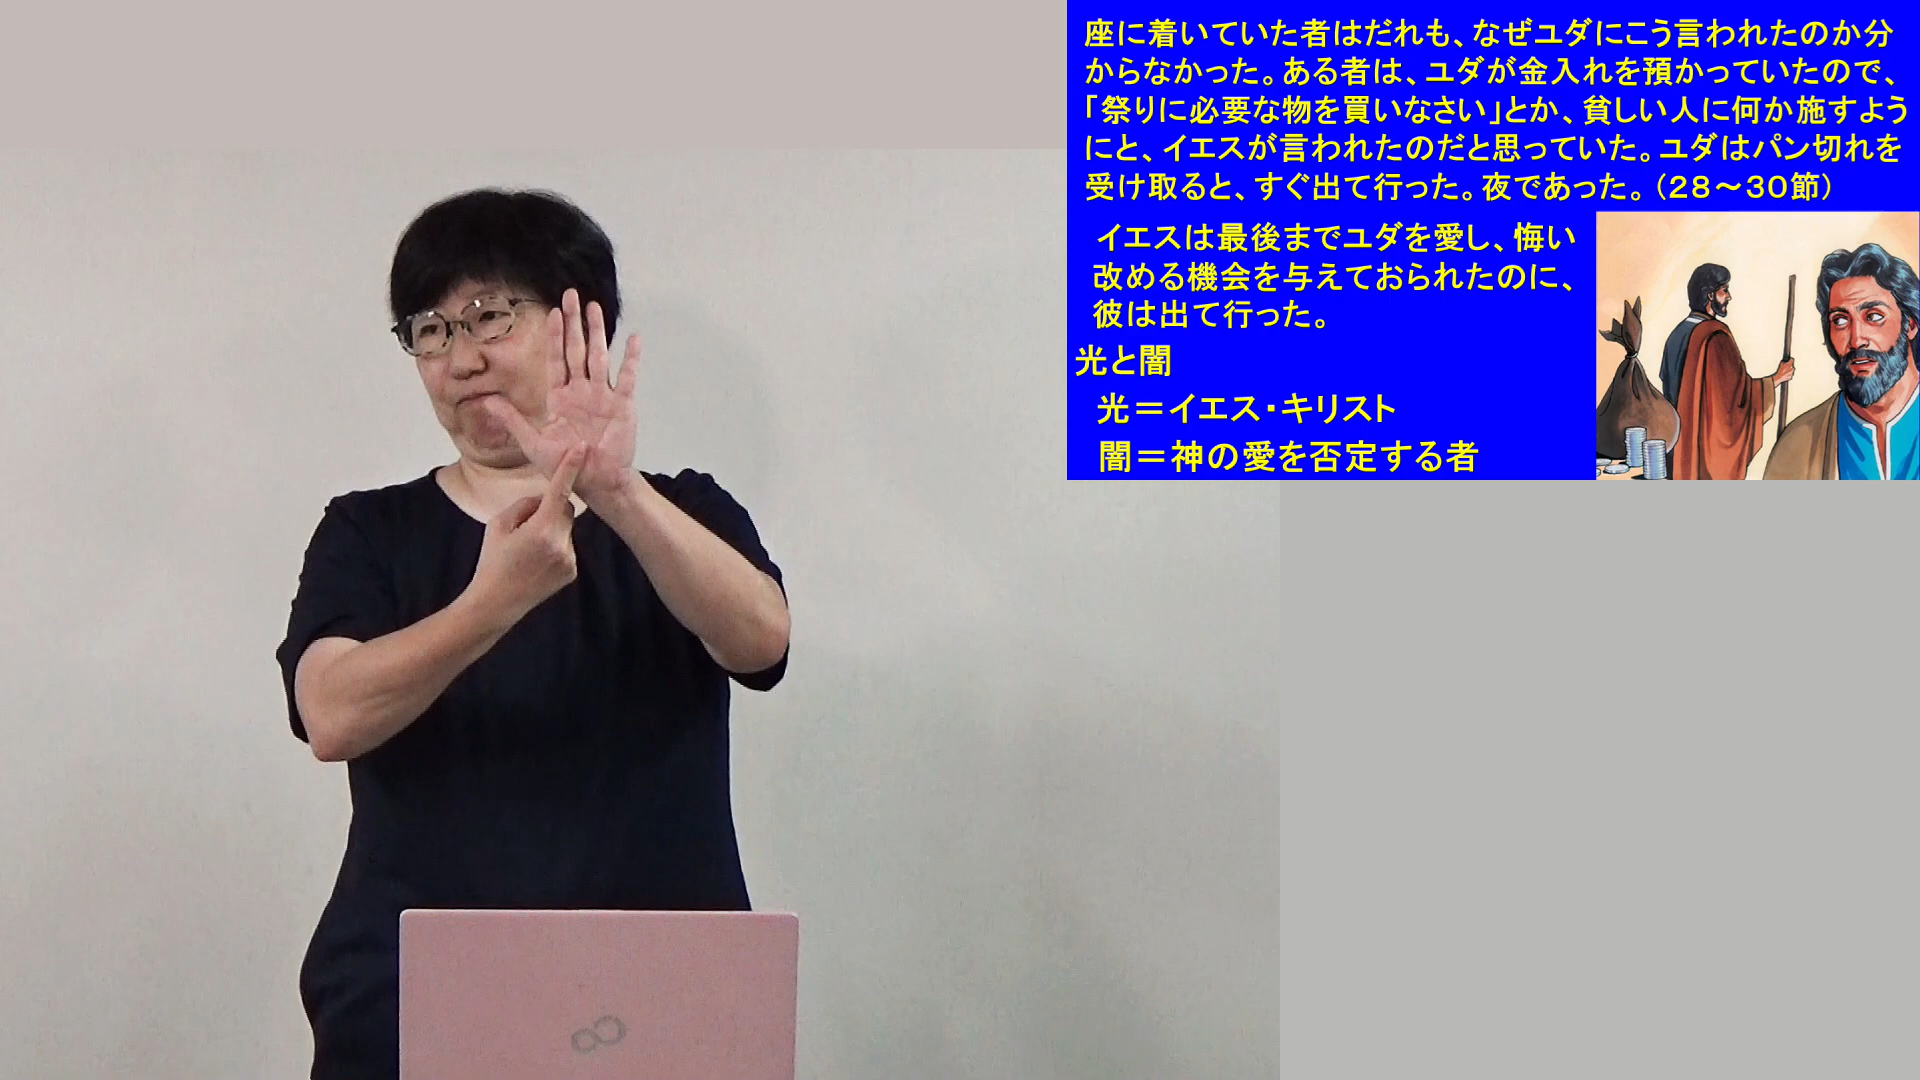 座に着いていた者はだれも、なぜユダにこう言われたのか分
からなかった。ある者は、ユダが金入れを預かっていたので、
「祭りに必要な物を買いなさい」とか、貧しい人に何か施すよう
にと、イエスが言われたのだと思っていた。ユダはパン切れを
受け取ると、すぐ出て行った。夜であった。（２８～３０節）
イエスは最後までユダを愛し、悔い
改める機会を与えておられたのに、
彼は出て行った。
光と闇
光＝イエス・キリスト
闇＝神の愛を否定する者